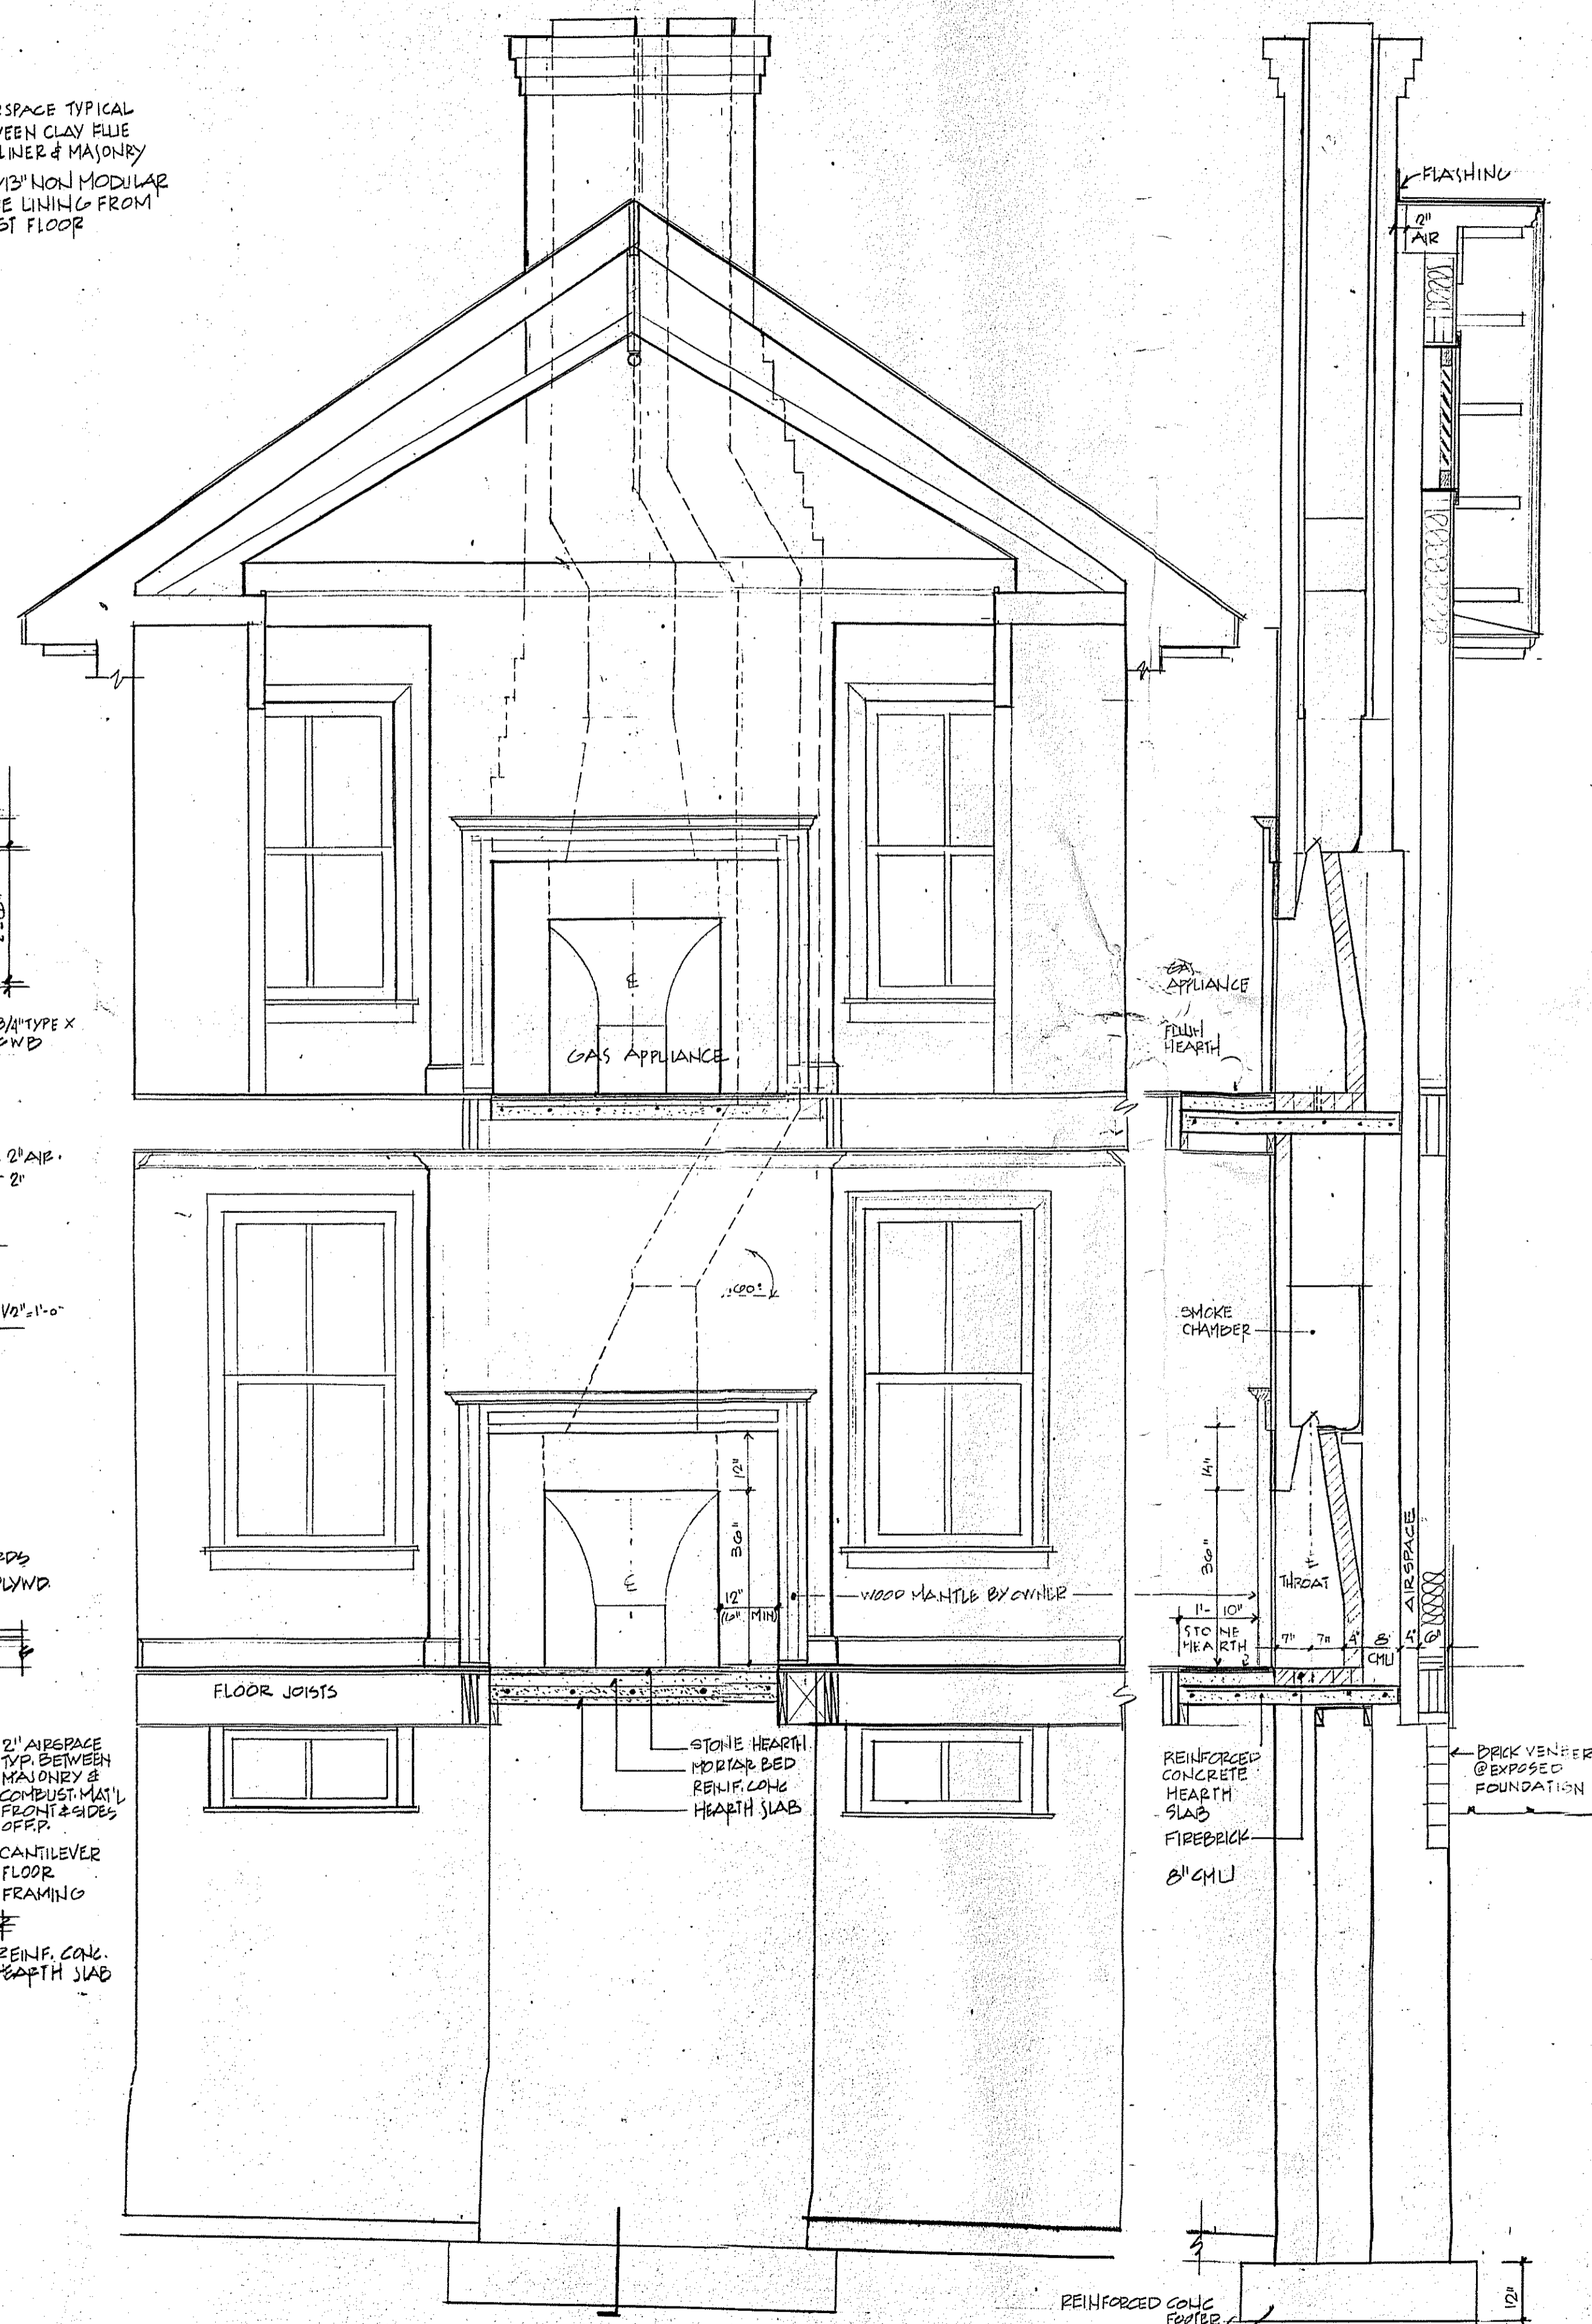 RSPACE TYPICAL
WEEN CLAY FLUE
LINER & MASONRY
/13" NON MODULAR
E LINING FROM
ST FLOOR
FLASHING
2"
AIR
3/4" TYPE X
GWB
2" AIR.
2"
1/2"=1'-0"
GAS
APPLIANCE
FLUSH
HEARTH
℄
GAS APPLIANCE
60°
SMOKE
CHAMBER
12"
36"
12"
(6" MIN)
℄
WOOD MANTLE BY OWNER
14"
36"
THROAT
AIRSPACE
1'-10"
STONE
HEARTH
7"
7"
4"
8"
CMU
4"
6"
RDS
PLYWD.
FLOOR JOISTS
STONE HEARTH
MORTAR BED
REINF. CONC
HEARTH SLAB
2" AIRSPACE
TYP. BETWEEN
MASONRY &
COMBUST. MAT'L
FRONT & SIDES
OF F.P.
CANTILEVER
FLOOR
FRAMING
REINF. CONC.
HEARTH SLAB
REINFORCED
CONCRETE
HEARTH
SLAB
FIREBRICK
8" CMU
BRICK VENEER
@ EXPOSED
FOUNDATION
REINFORCED CONC
FOOTER
12"